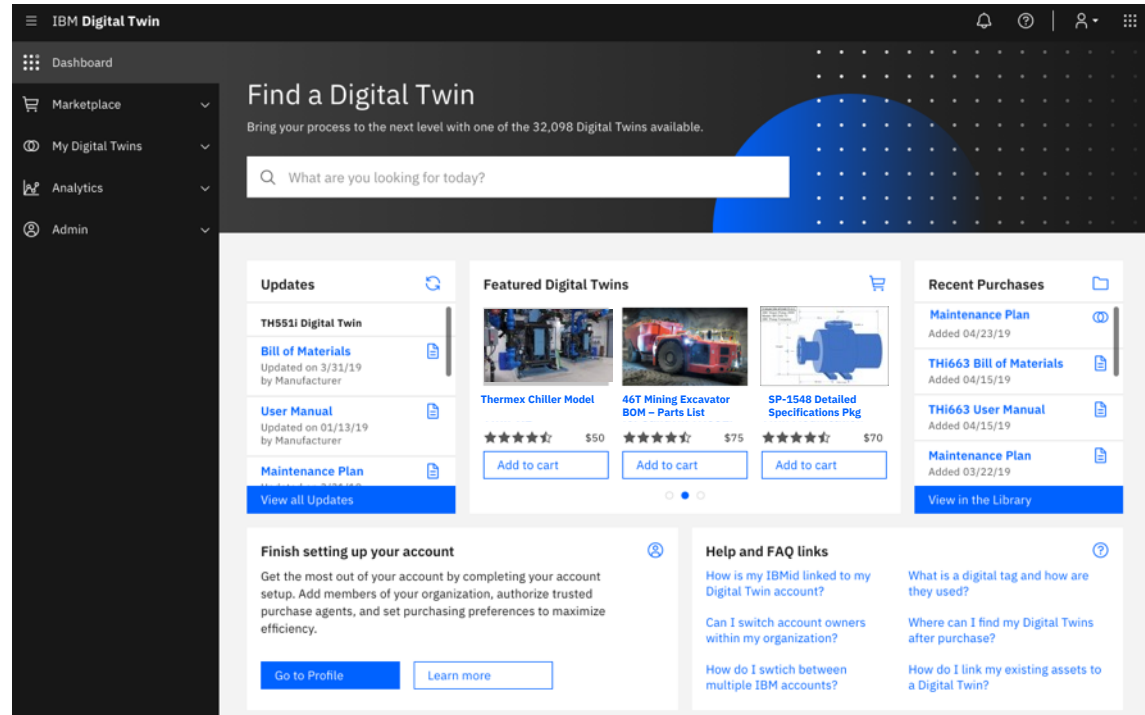 IBM Digital Twin
Dashboard
Marketplace
My Digital Twins
Analytics
Admin
Find a Digital Twin
Bring your process to the next level with one of the 32,098 Digital Twins available.
What are you looking for today?
Updates
TH551i Digital Twin
Bill of Materials
Updated on 3/31/19
by Manufacturer
User Manual
Updated on 01/13/19
by Manufacturer
Maintenance Plan
View all Updates
Featured Digital Twins
Thermex Chiller Model
$50
Add to cart
46T Mining Excavator
BOM – Parts List
$75
Add to cart
SP-1548 Detailed
Specifications Pkg
$70
Add to cart
Recent Purchases
Maintenance Plan
Added 04/23/19
THi663 Bill of Materials
Added 04/15/19
THi663 User Manual
Added 04/15/19
Maintenance Plan
Added 03/22/19
View in the Library
Finish setting up your account
Get the most out of your account by completing your account
setup. Add members of your organization, authorize trusted
purchase agents, and set purchasing preferences to maximize
efficiency.
Go to Profile
Learn more
Help and FAQ links
How is my IBMid linked to my
Digital Twin account?
Can I switch account owners
within my organization?
How do I swtich between
multiple IBM accounts?
What is a digital tag and how are
they used?
Where can I find my Digital Twins
after purchase?
How do I link my existing assets to
a Digital Twin?